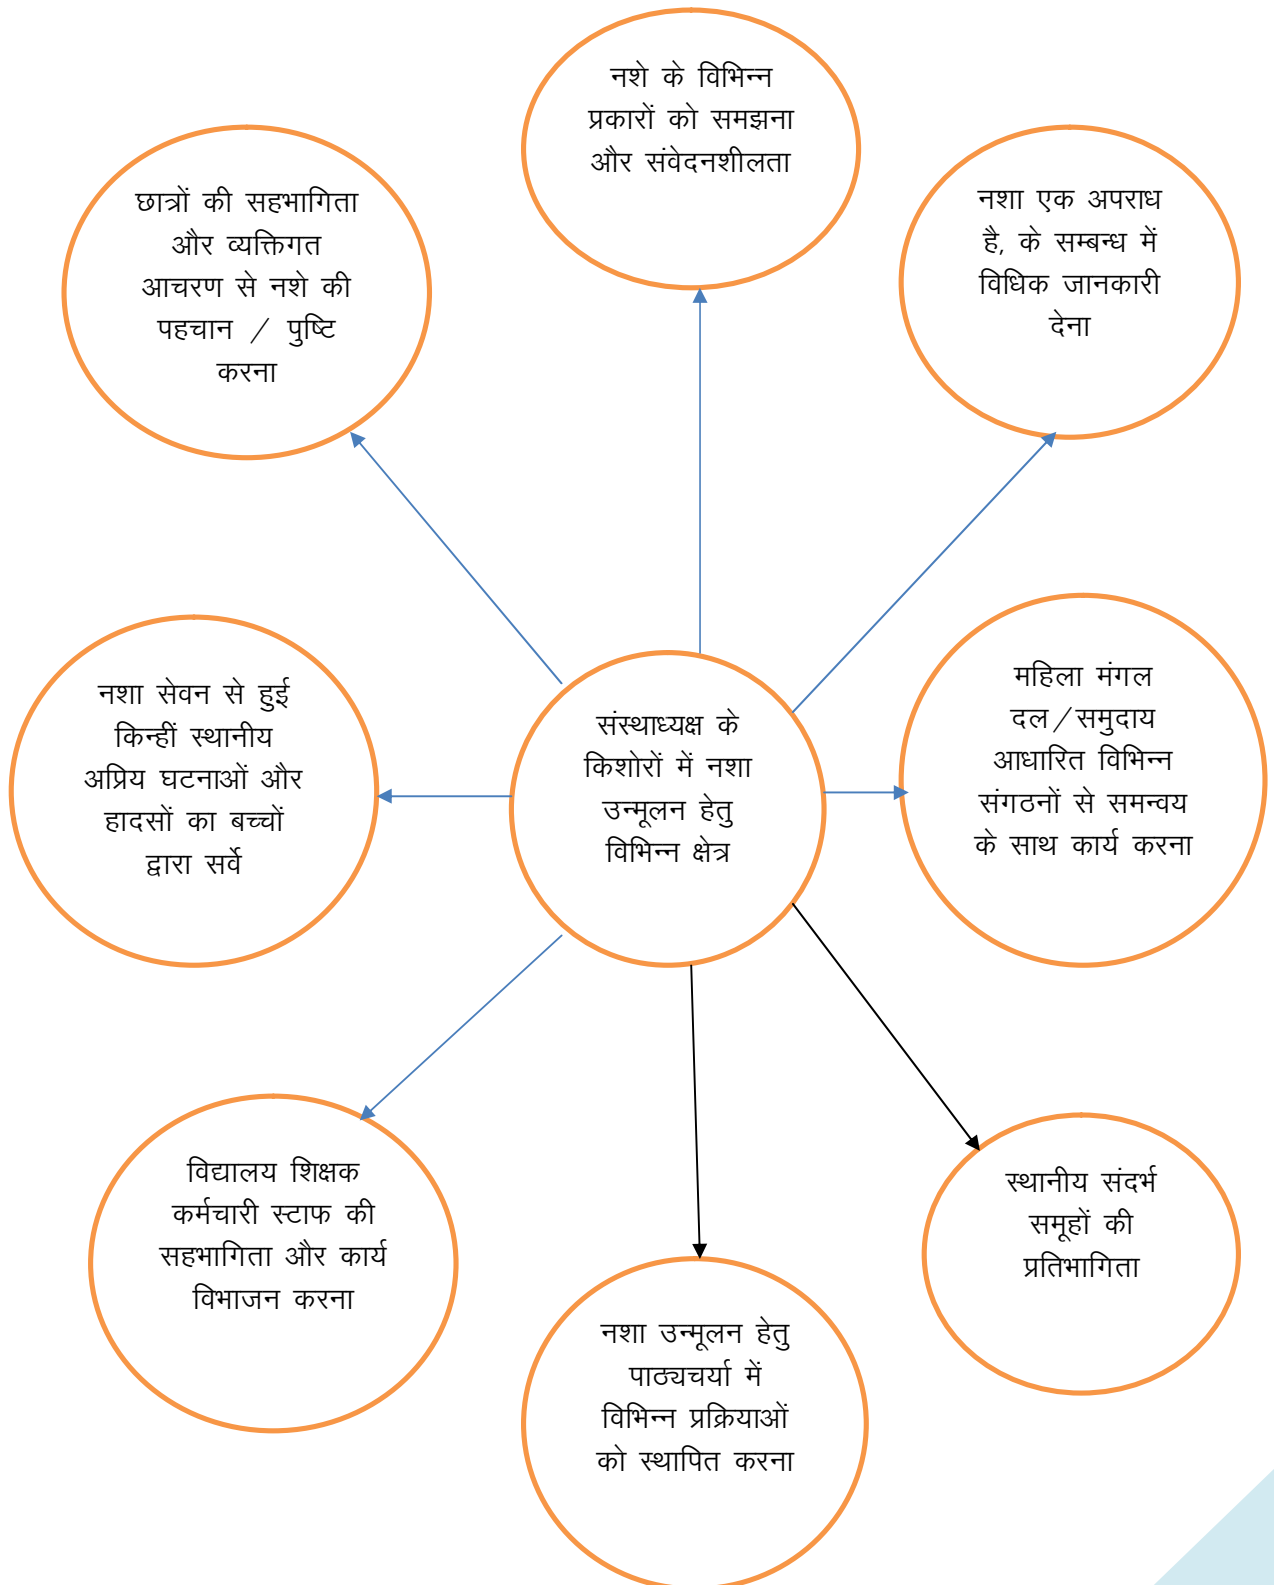 नशे के विभिन्न
प्रकारों को समझना
और संवेदनशीलता
छात्रों की सहभागिता
और व्यक्तिगत
आचरण से नशे की
पहचान / पुष्टि
करना
नशा एक अपराध
है, के सम्बन्ध में
विधिक जानकारी
देना
नशा सेवन से हुई
किन्हीं स्थानीय
अप्रिय घटनाओं और
हादसों का बच्चों
द्वारा सर्वे
संस्थाध्यक्ष के
किशोरों में नशा
उन्मूलन हेतु
विभिन्न क्षेत्र
महिला मंगल
दल/समुदाय
आधारित विभिन्न
संगठनों से समन्वय
के साथ कार्य करना
विद्यालय शिक्षक
कर्मचारी स्टाफ की
सहभागिता और कार्य
विभाजन करना
नशा उन्मूलन हेतु
पाठ्यचर्या में
विभिन्न प्रक्रियाओं
को स्थापित करना
स्थानीय संदर्भ
समूहों की
प्रतिभागिता